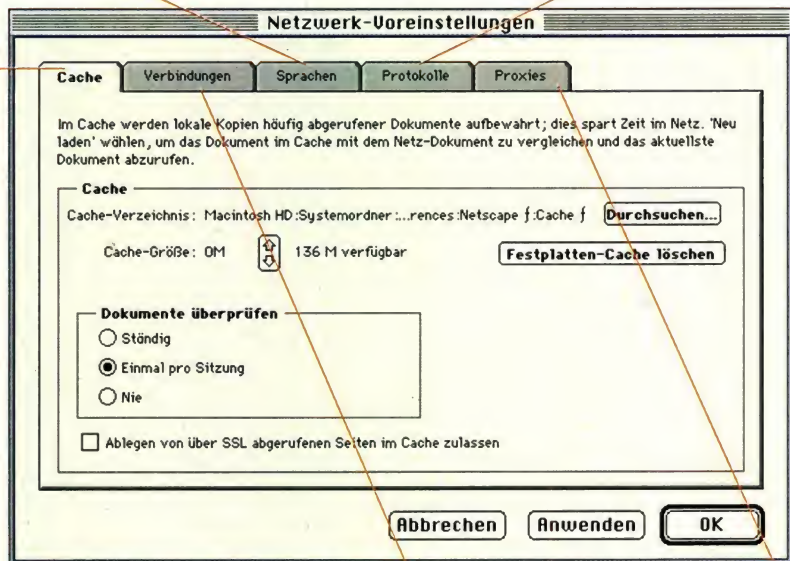 Netzwerk-Voreinstellungen
Cache Verbindungen Sprachen Protokolle Proxies
Im Cache werden lokale Kopien häufig abgerufener Dokumente aufbewahrt; dies spart Zeit im Netz. 'Neu
laden' wählen, um das Dokument im Cache mit dem Netz-Dokument zu vergleichen und das aktuellste
Dokument abzurufen.
Cache
Cache-Verzeichnis: Macintosh HD:Systemordner:...rences:Netscape ƒ:Cache ƒ Durchsuchen...
Cache-Größe: 0M 136 M verfügbar Festplatten-Cache löschen
Dokumente überprüfen
Ständig
Einmal pro Sitzung
Nie
Ablegen von über SSL abgerufenen Seiten im Cache zulassen
Abbrechen Anwenden OK